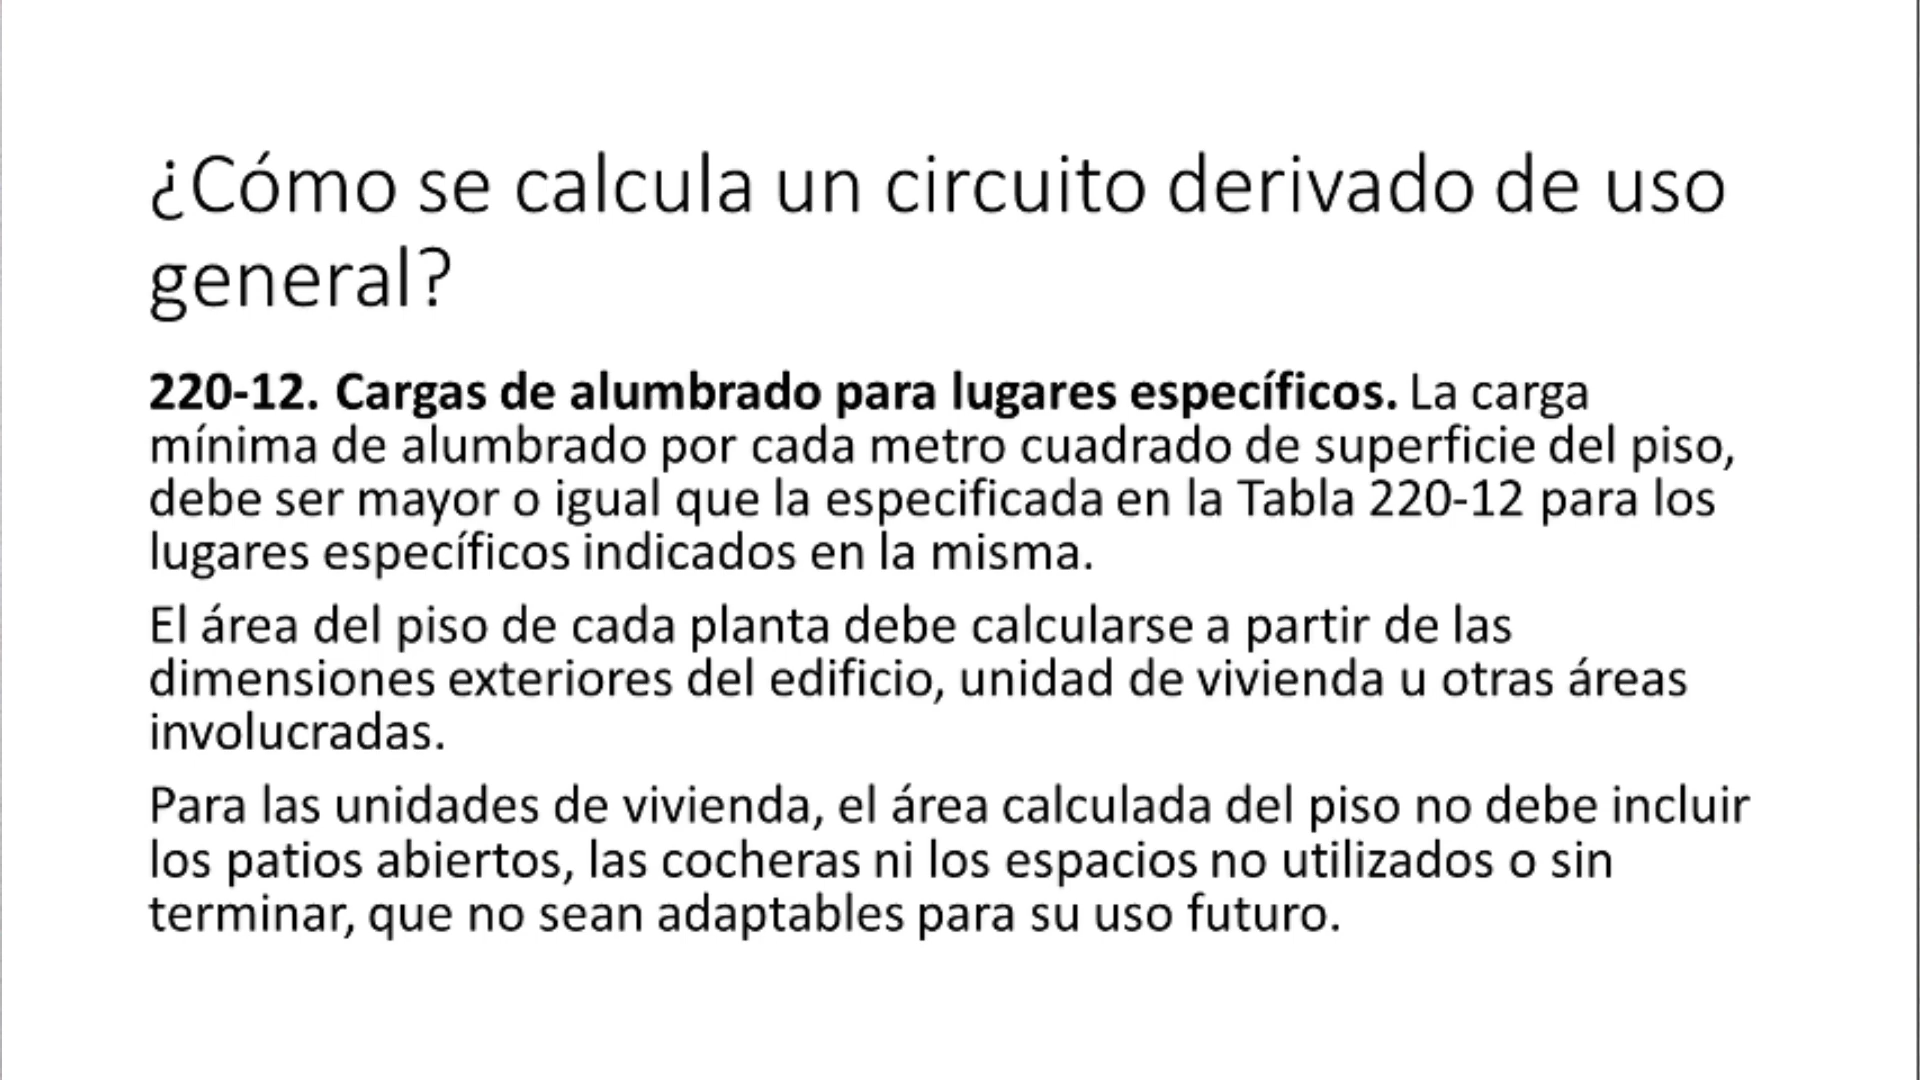 ¿Cómo se calcula un circuito derivado de uso
general?
220-12. Cargas de alumbrado para lugares específicos. La carga
mínima de alumbrado por cada metro cuadrado de superficie del piso,
debe ser mayor o igual que la especificada en la Tabla 220-12 para los
lugares específicos indicados en la misma.
El área del piso de cada planta debe calcularse a partir de las
dimensiones exteriores del edificio, unidad de vivienda u otras áreas
involucradas.
Para las unidades de vivienda, el área calculada del piso no debe incluir
los patios abiertos, las cocheras ni los espacios no utilizados o sin
terminar, que no sean adaptables para su uso futuro.